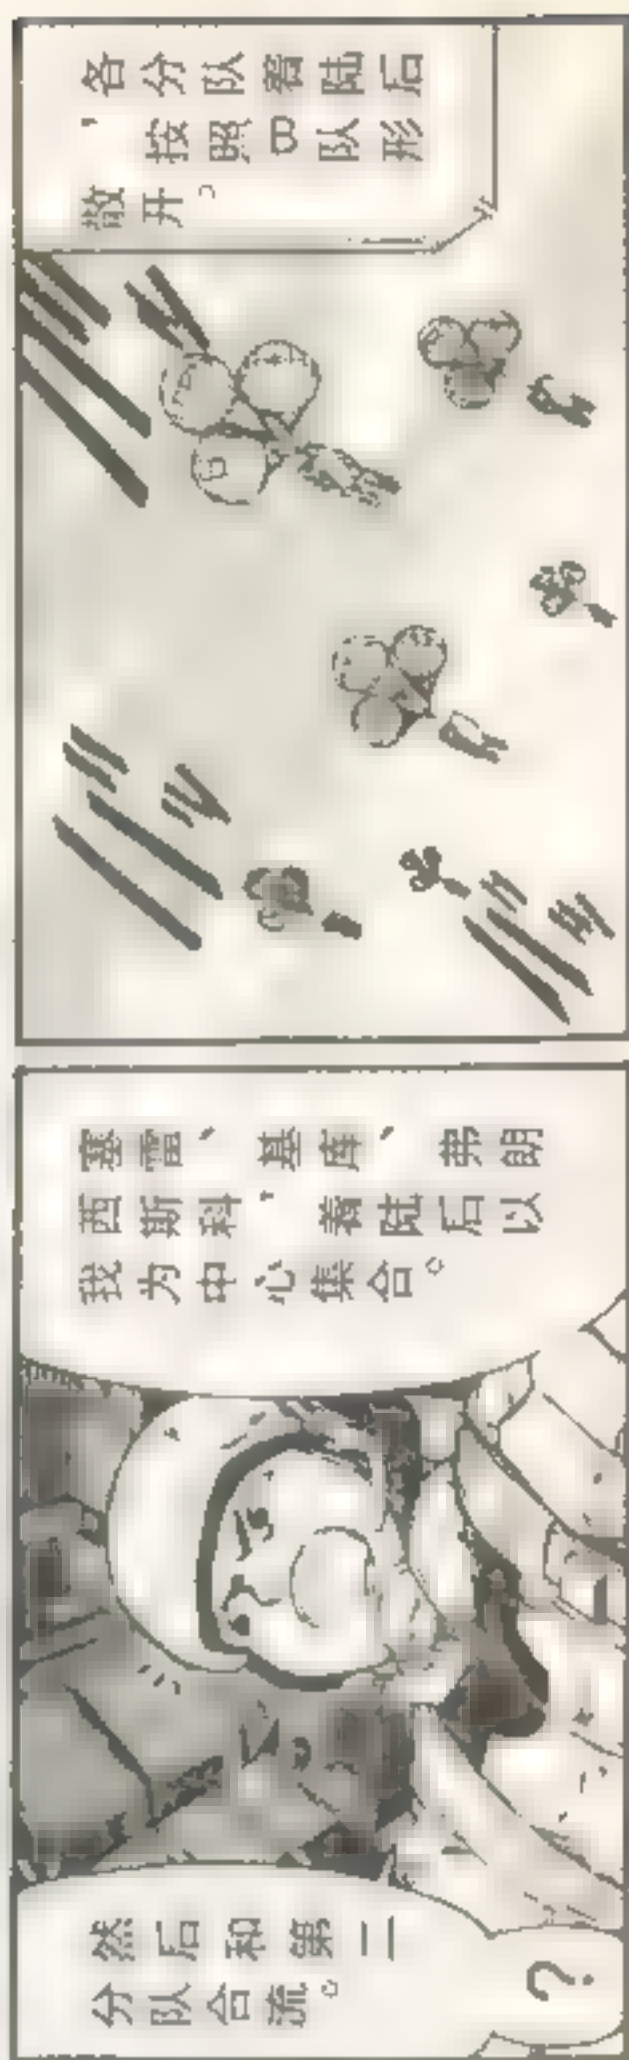 各分队着陆后
，按照B队形
散开。
塞雷、基库、弗朗
西斯科，着陆后以
我为中心集合。
然后和第二
分队合流。
？